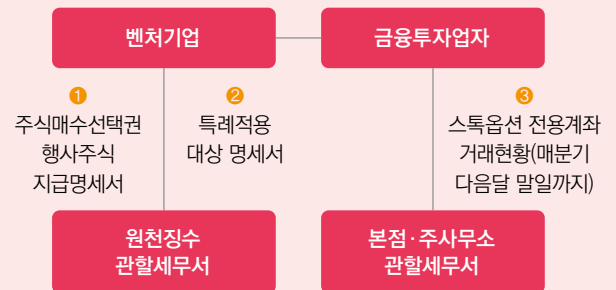 벤처기업
금융투자업자
❶
주식매수선택권
행사주식
지급명세서
❷
특례적용
대상 명세서
❸
스톡옵션 전용계좌
거래현황(매분기
다음달 말일까지)
원천징수
관할세무서
본점·주사무소
관할세무서